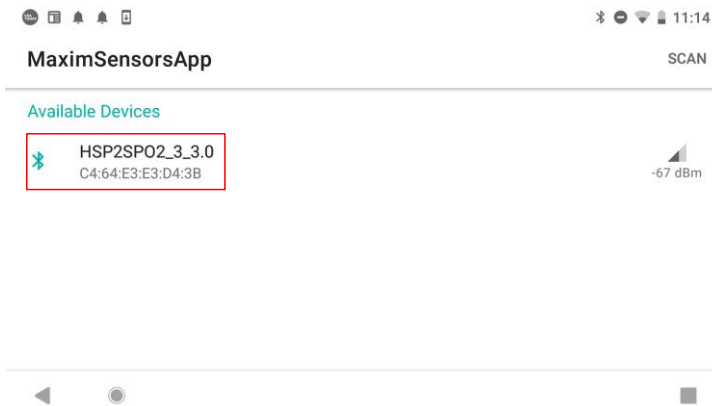 11:14
MaximSensorsApp
SCAN
Available Devices
HSP2SPO2_3_3.0
C4:64:E3:E3:D4:3B
-67 dBm